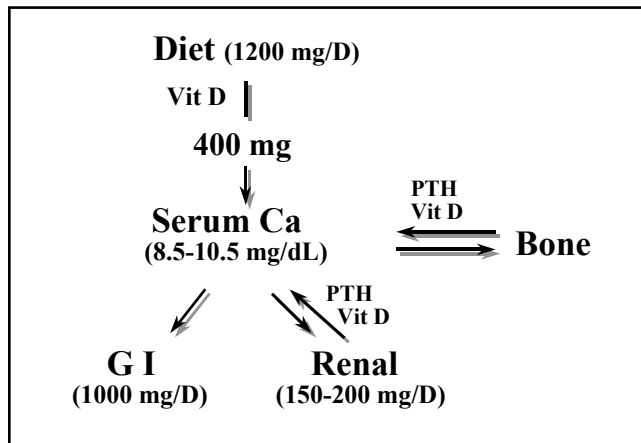 Diet (1200 mg/D)
Vit D
400 mg
PTH
Vit D
Serum Ca
(8.5-10.5 mg/dL)
Bone
PTH
Vit D
G I
(1000 mg/D)
Renal
(150-200 mg/D)